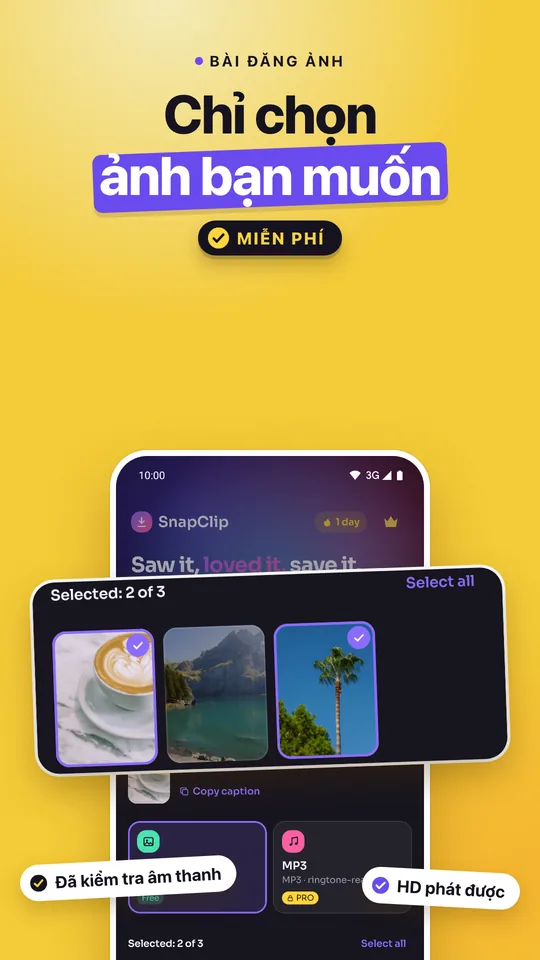 BÀI ĐĂNG ẢNH
Chỉ chọn
ảnh bạn muốn
MIỄN PHÍ
10:00
3G
SnapClip
1 day
Saw it, loved it, save it.
Selected: 2 of 3
Select all
Copy caption
MP3
MP3 · ringtone-rea
Free
PRO
Đã kiểm tra âm thanh
HD phát được
Selected: 2 of 3
Select all